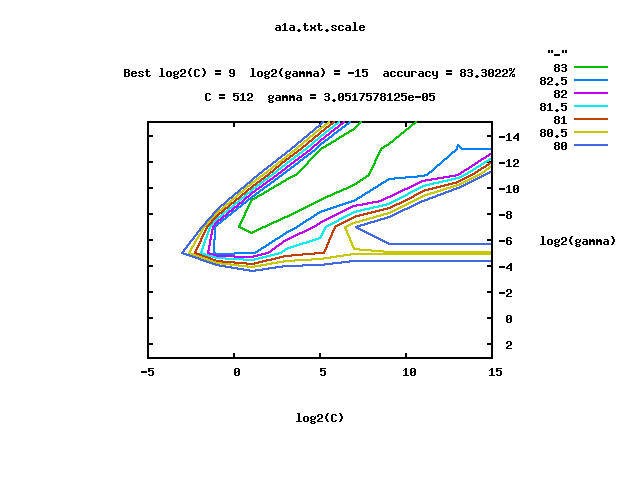 a1a.txt.scale
"-"
Best log2(C) = 9  log2(gamma) = -15  accuracy = 83.3022%
83
82.5
C = 512  gamma = 3.0517578125e-05
82
81.5
81
80.5
80
-14
-12
-10
-8
-6
log2(gamma)
-4
-2
0
2
-5 0 5 10 15
log2(C)